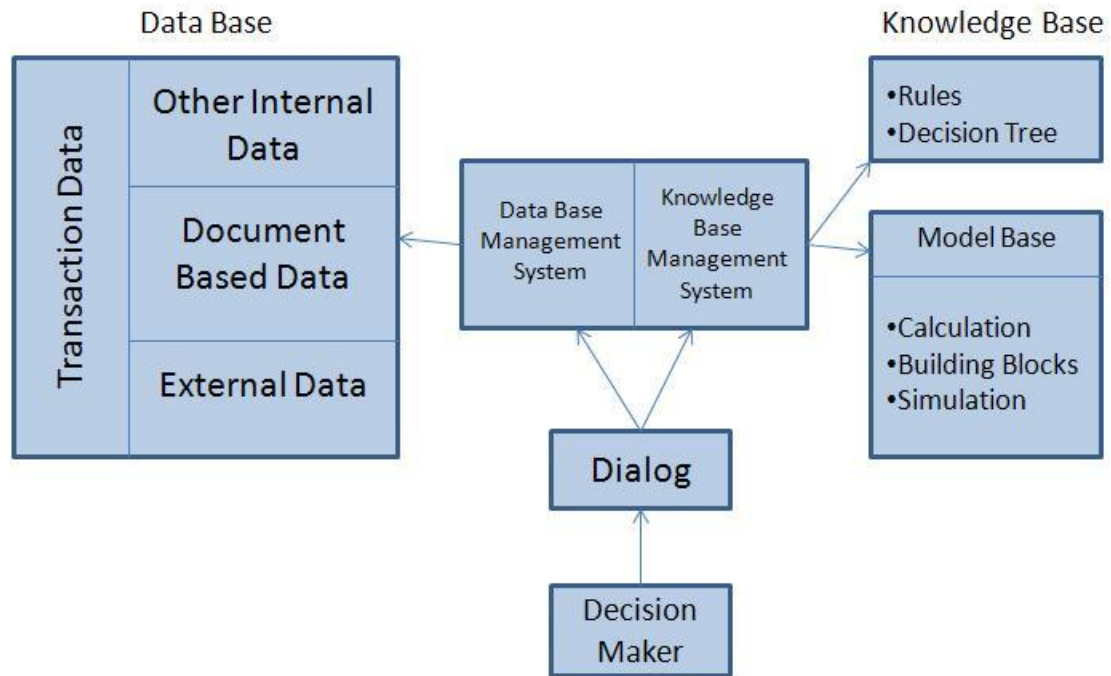 Data Base
Transaction Data
Other Internal
Data
Document
Based Data
External Data
Data Base
Management
System
Knowledge
Base
Management
System
Knowledge Base
•Rules
•Decision Tree
Model Base
•Calculation
•Building Blocks
•Simulation
Dialog
Decision
Maker